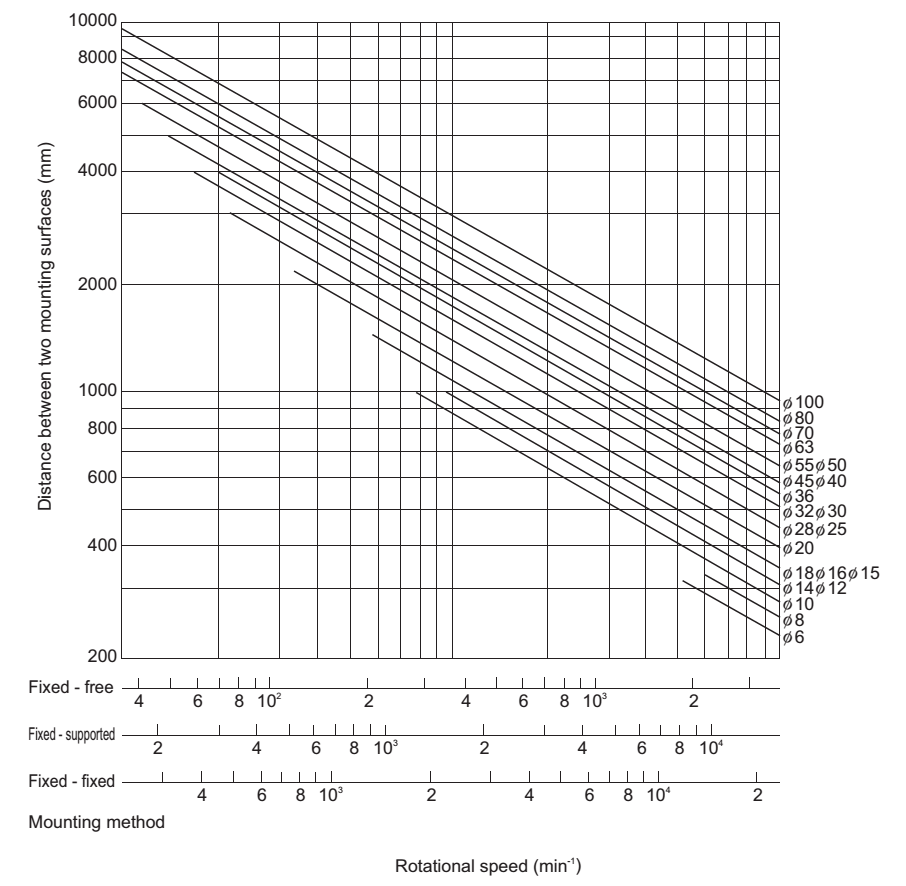 10000
8000
6000
4000
2000
1000
800
600
400
200
Distance between two mounting surfaces (mm)
φ100
φ80
φ70
φ63
φ55φ50
φ45φ40
φ36
φ32φ30
φ28φ25
φ20
φ18φ16φ15
φ14φ12
φ10
φ8
φ6
Fixed - free 4 6 8 10² 2 4 6 8 10³ 2
Fixed - supported 2 4 6 8 10³ 2 4 6 8 10⁴
Fixed - fixed 4 6 8 10³ 2 4 6 8 10⁴ 2
Mounting method
Rotational speed (min⁻¹)